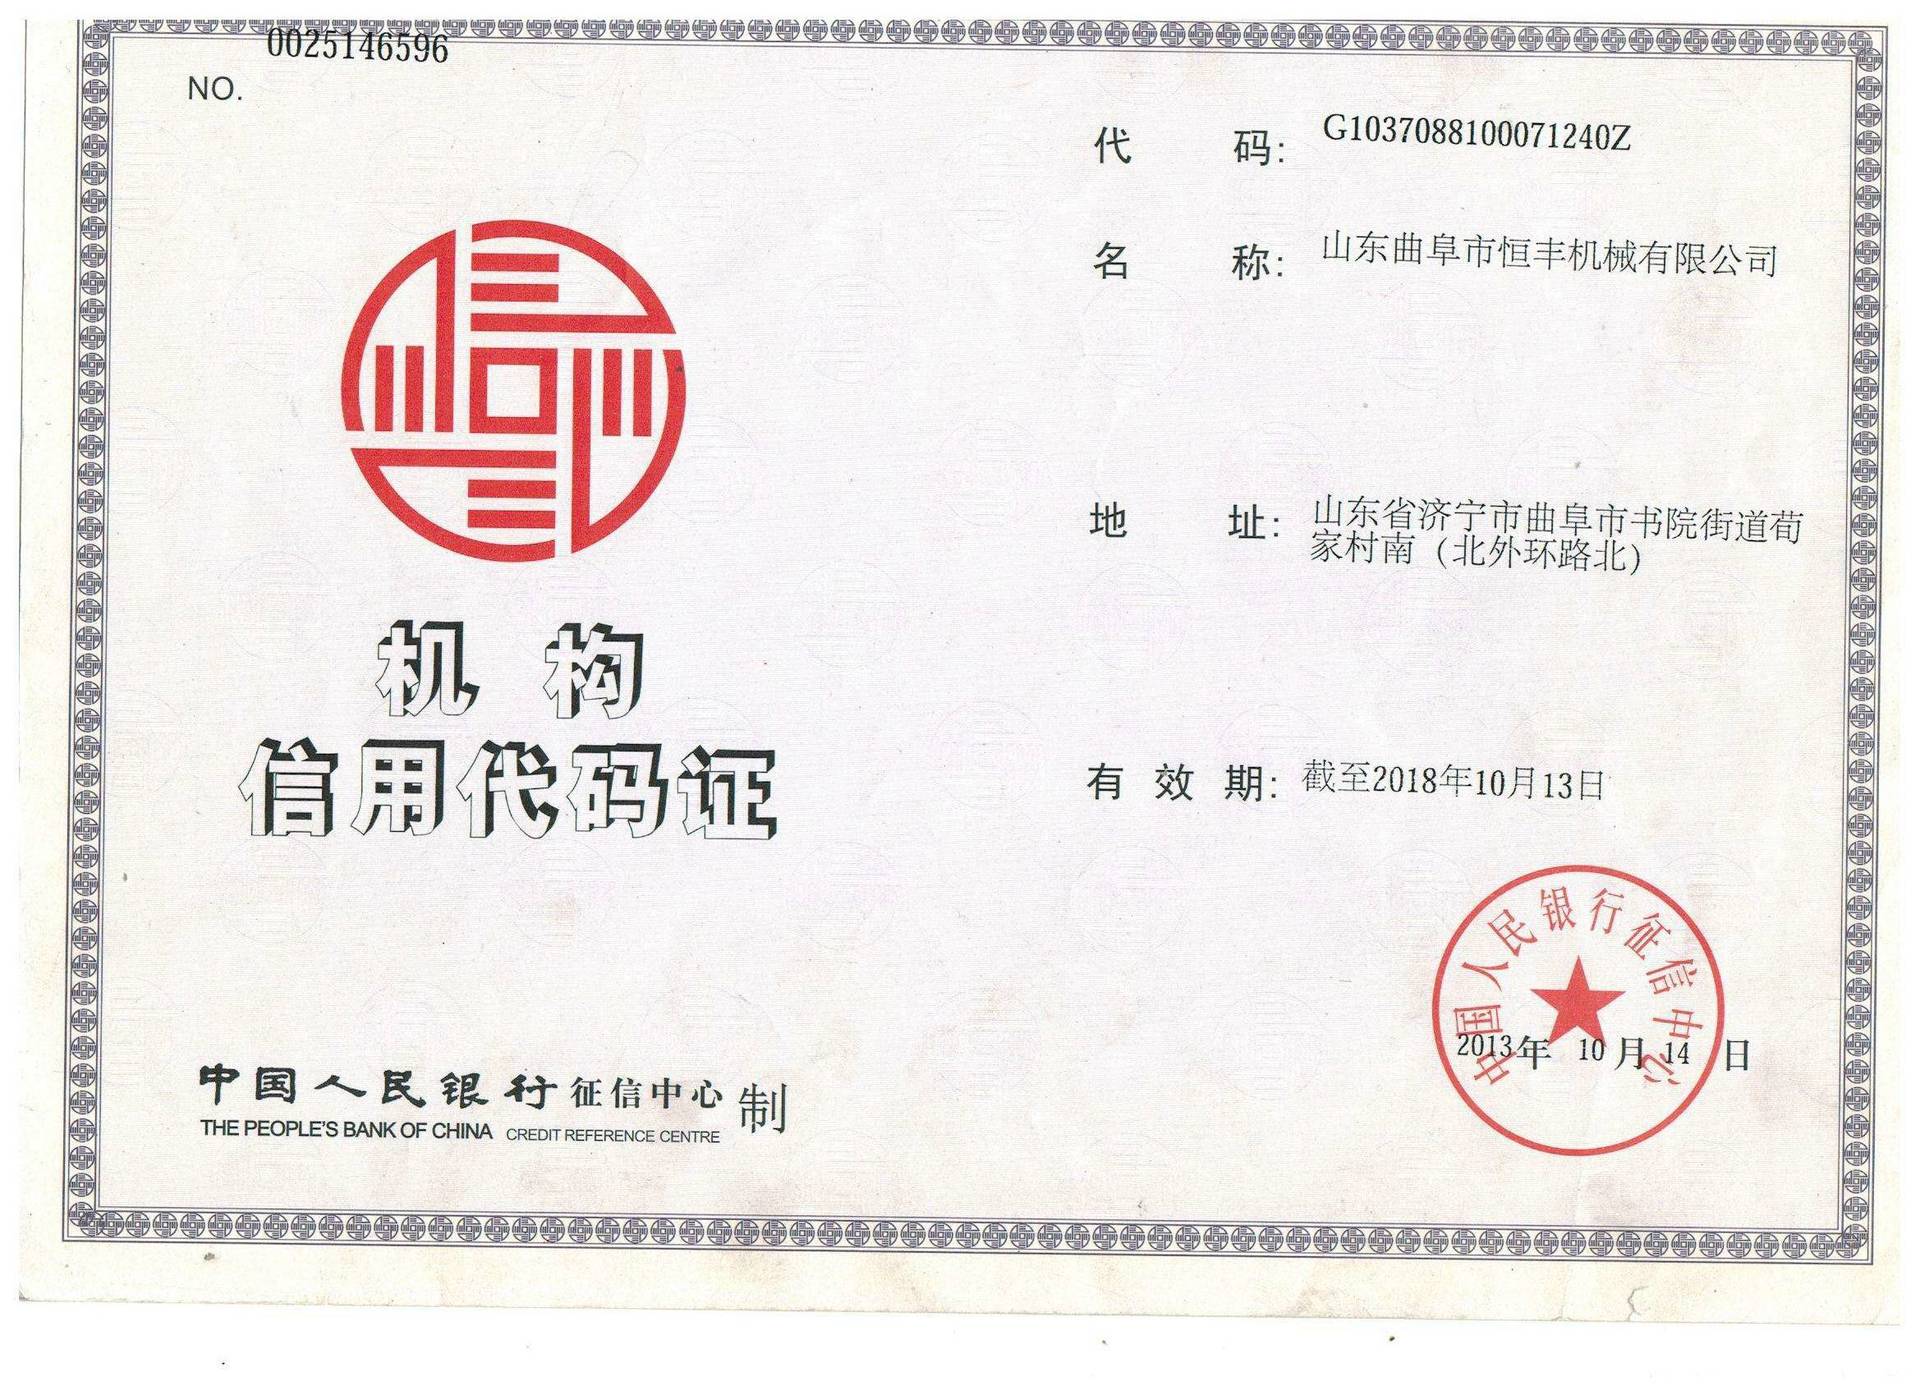 0025146596
NO.
机 构
信用代码证
中国人民银行征信中心 制
THE PEOPLE'S BANK OF CHINA CREDIT REFERENCE CENTRE
代 码: G1037088100071240Z
名 称: 山东曲阜市恒丰机械有限公司
地 址: 山东省济宁市曲阜市书院街道荀
家村南（北外环路北）
有 效 期: 截至2018年10月13日
中国人民银行征信中心
2013年 10 月 14 日